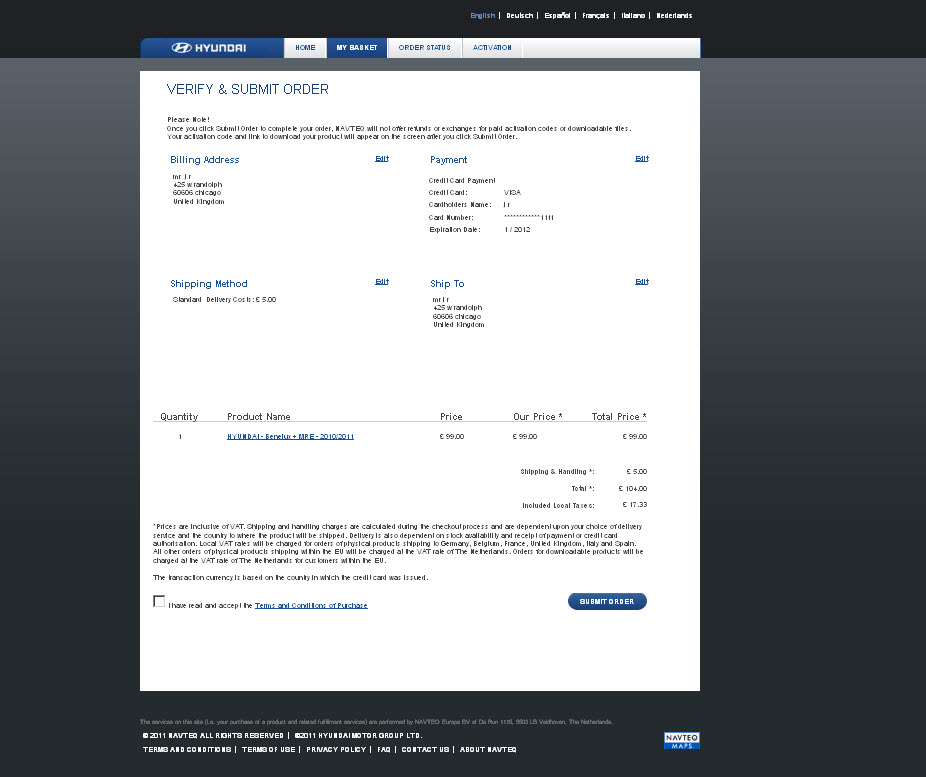 English | Deutsch | Español | Français | Italiano | Nederlands
HYUNDAI HOME MY BASKET ORDER STATUS ACTIVATION
VERIFY & SUBMIT ORDER
Please Note!
Once you click Submit Order to complete your order, NAVTEQ will not offer refunds or exchanges for paid activation codes or downloadable files.
Your activation code and link to download your product will appear on the screen after you click Submit Order.
Billing Address Edit
mr j r
425 w randolph
60606 chicago
United Kingdom
Payment Edit
Credit Card Payment
Credit Card: VISA
Cardholders Name: j r
Card Number: ************1111
Expiration Date: 1 / 2012
Shipping Method Edit
Standard Delivery Costs: £ 5.00
Ship To Edit
mr j r
425 w randolph
60606 chicago
United Kingdom
Quantity Product Name Price Our Price * Total Price *
1 HYUNDAI - Benelux + MRE - 2010/2011 £ 99.00 £ 99.00 £ 99.00
Shipping & Handling *: £ 5.00
Total *: £ 104.00
Included Local Taxes: £ 17.33
*Prices are inclusive of VAT. Shipping and handling charges are calculated during the checkout process and are dependent upon your choice of delivery
service and the country to where the product will be shipped. Delivery is also dependent on stock availability and receipt of payment or credit card
authorisation. Local VAT rates will be charged for orders of physical products shipping to Germany, Belgium, France, United Kingdom, Italy and Spain.
All other orders of physical products shipping within the EU will be charged at the VAT rate of The Netherlands. Orders for downloadable products will be
charged at the VAT rate of The Netherlands for customers within the EU.
The transaction currency is based on the country in which the credit card was issued.
I have read and accept the Terms and Conditions of Purchase
SUBMIT ORDER
The services on this site (i.e. your purchase of a product and related fulfillment services) are performed by NAVTEQ Europe BV of De Run 1115, 5503 LB Veldhoven, The Netherlands.
© 2011 NAVTEQ ALL RIGHTS RESERVED | ©2011 HYUNDAI MOTOR GROUP LTD.
TERMS AND CONDITIONS | TERMS OF USE | PRIVACY POLICY | FAQ | CONTACT US | ABOUT NAVTEQ
NAVTEQ
MAPS